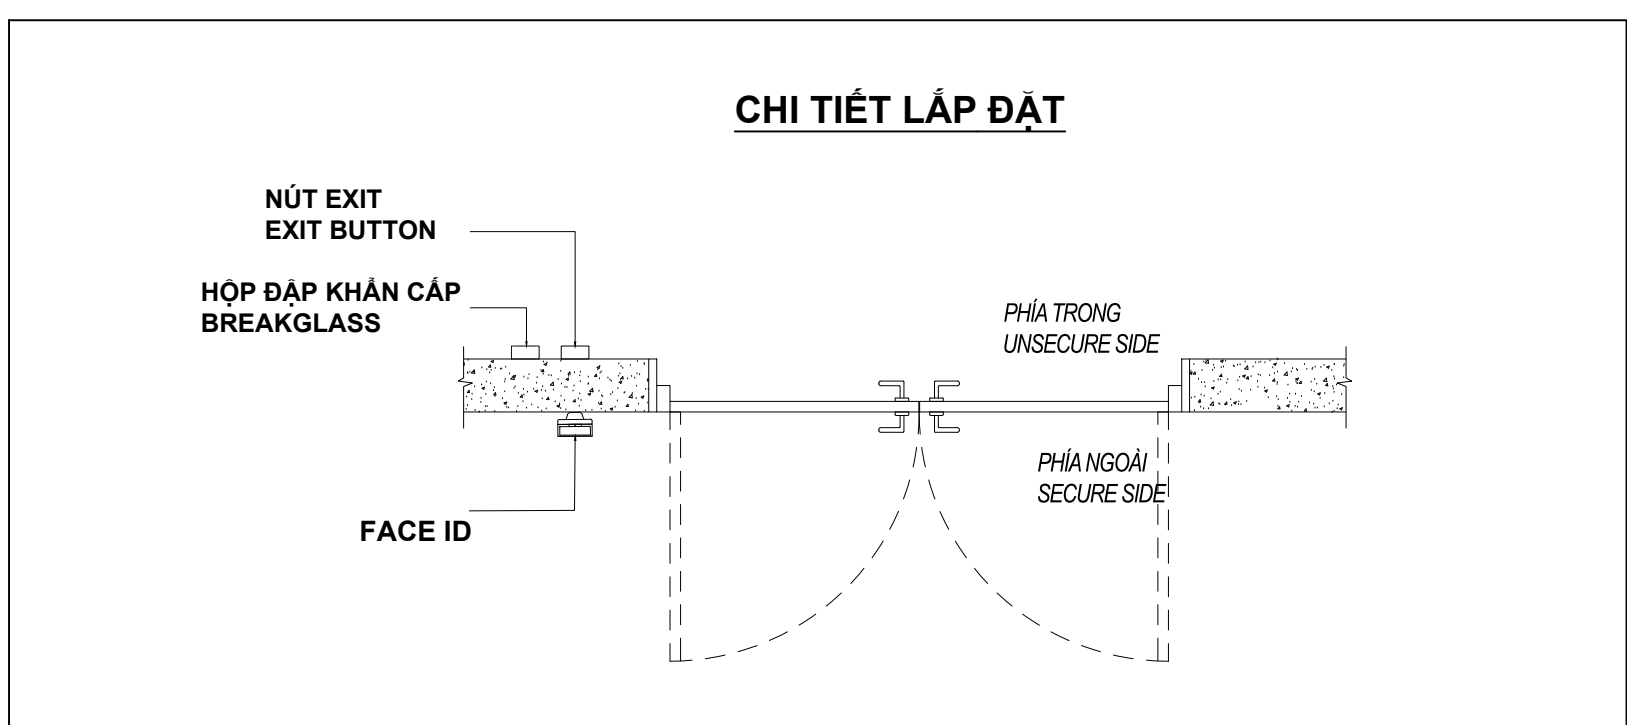 CHI TIẾT LẮP ĐẶT
NÚT EXIT
EXIT BUTTON
HỘP ĐẬP KHẨN CẤP
BREAKGLASS
PHÍA TRONG
UNSECURE SIDE
PHÍA NGOÀI
SECURE SIDE
FACE ID